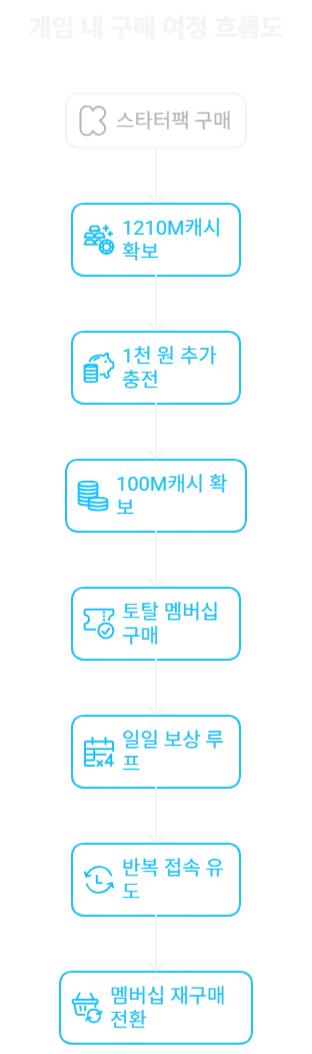 게임 내 구매 여정 흐름도
스타터팩 구매
1210M캐시
확보
1천 원 추가
충전
100M캐시 확
보
토탈 멤버십
구매
일일 보상 루
프
x4
반복 접속 유
도
멤버십 재구매
전환